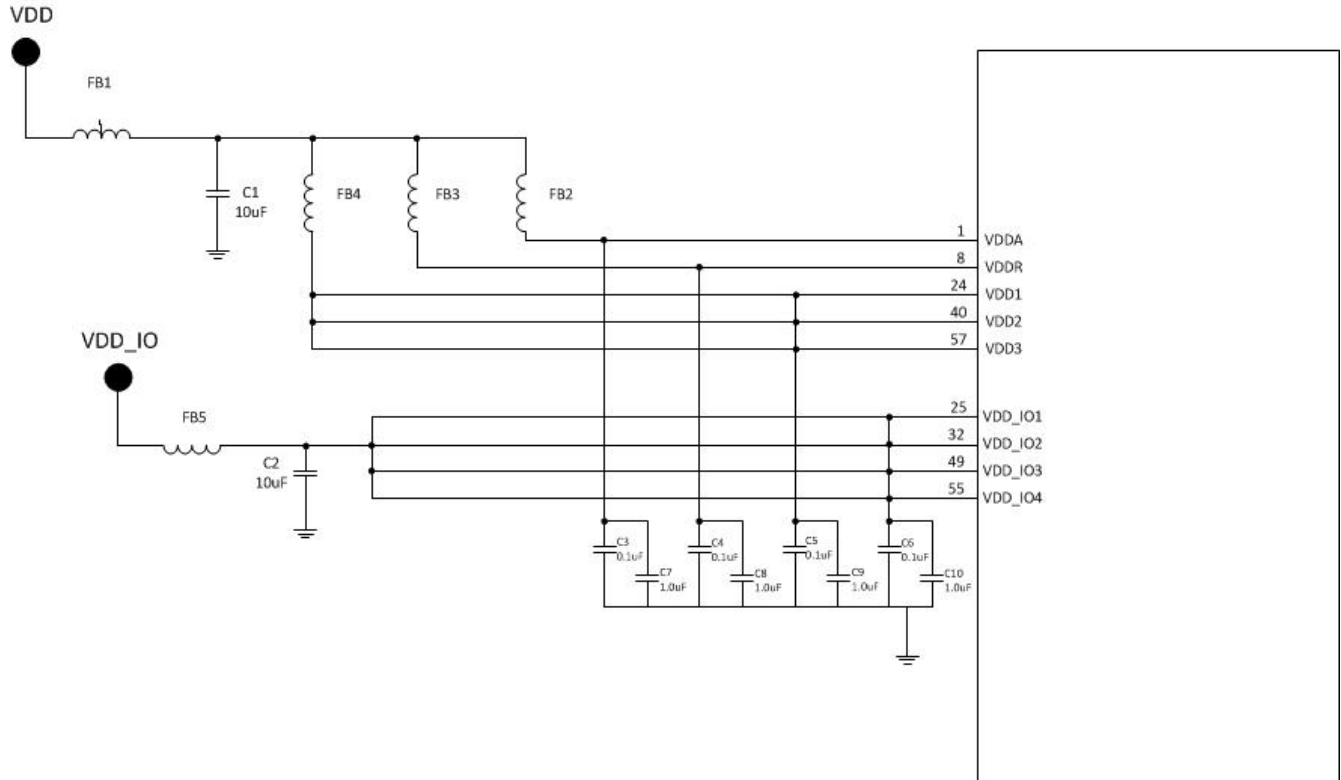 VDD
FB1
C1
10uF
FB4
FB3
FB2
1
VDDA
8
VDDR
24
VDD1
40
VDD2
57
VDD3
VDD_IO
FB5
C2
10uF
25
VDD_IO1
32
VDD_IO2
49
VDD_IO3
55
VDD_IO4
C3
0.1uF
C4
0.1uF
C5
0.1uF
C6
0.1uF
C7
1.0uF
C8
1.0uF
C9
1.0uF
C10
1.0uF